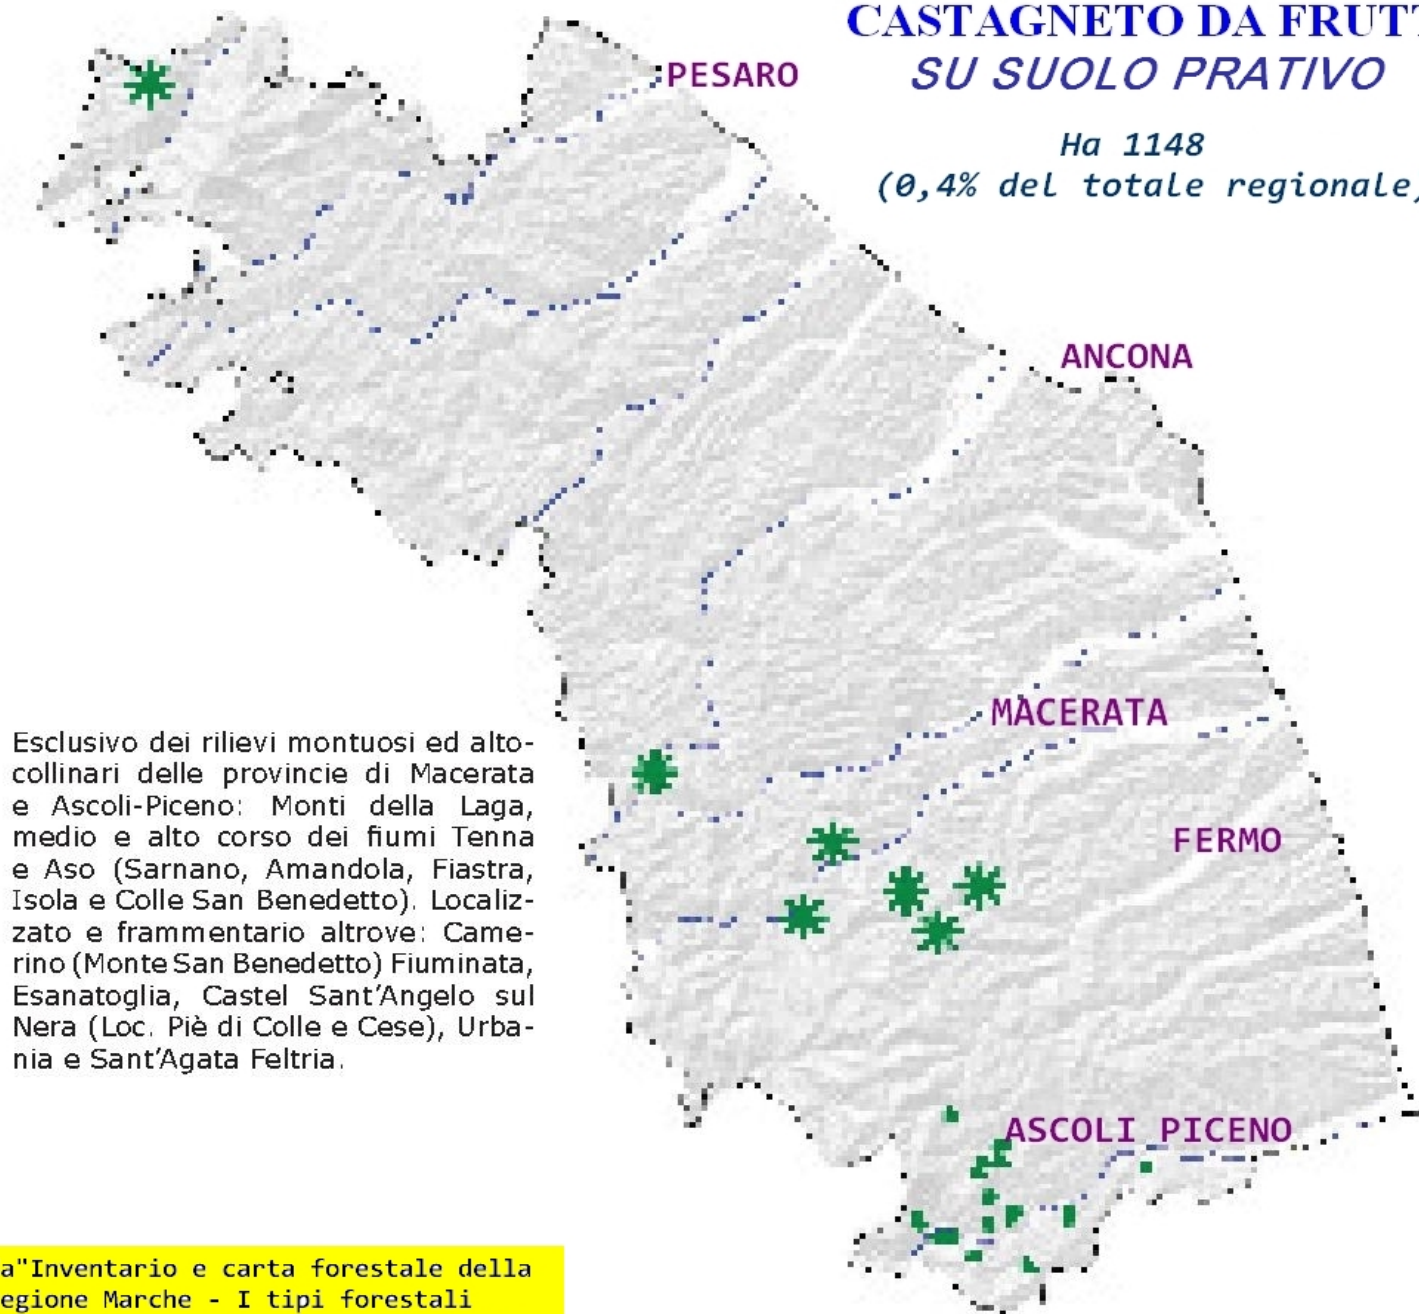 CASTAGNETO DA FRUTT
SU SUOLO PRATIVO
Ha 1148
(0,4% del totale regionale)
PESARO
ANCONA
MACERATA
FERMO
ASCOLI PICENO
Esclusivo dei rilievi montuosi ed alto-
collinari delle provincie di Macerata
e Ascoli-Piceno: Monti della Laga,
medio e alto corso dei fiumi Tenna
e Aso (Sarnano, Amandola, Fiastra,
Isola e Colle San Benedetto). Localiz-
zato e frammentario altrove: Came-
rino (Monte San Benedetto) Fiuminata,
Esanatoglia, Castel Sant'Angelo sul
Nera (Loc. Piè di Colle e Cese), Urba-
nia e Sant'Agata Feltria.
a"Inventario e carta forestale della
egione Marche - I tipi forestali